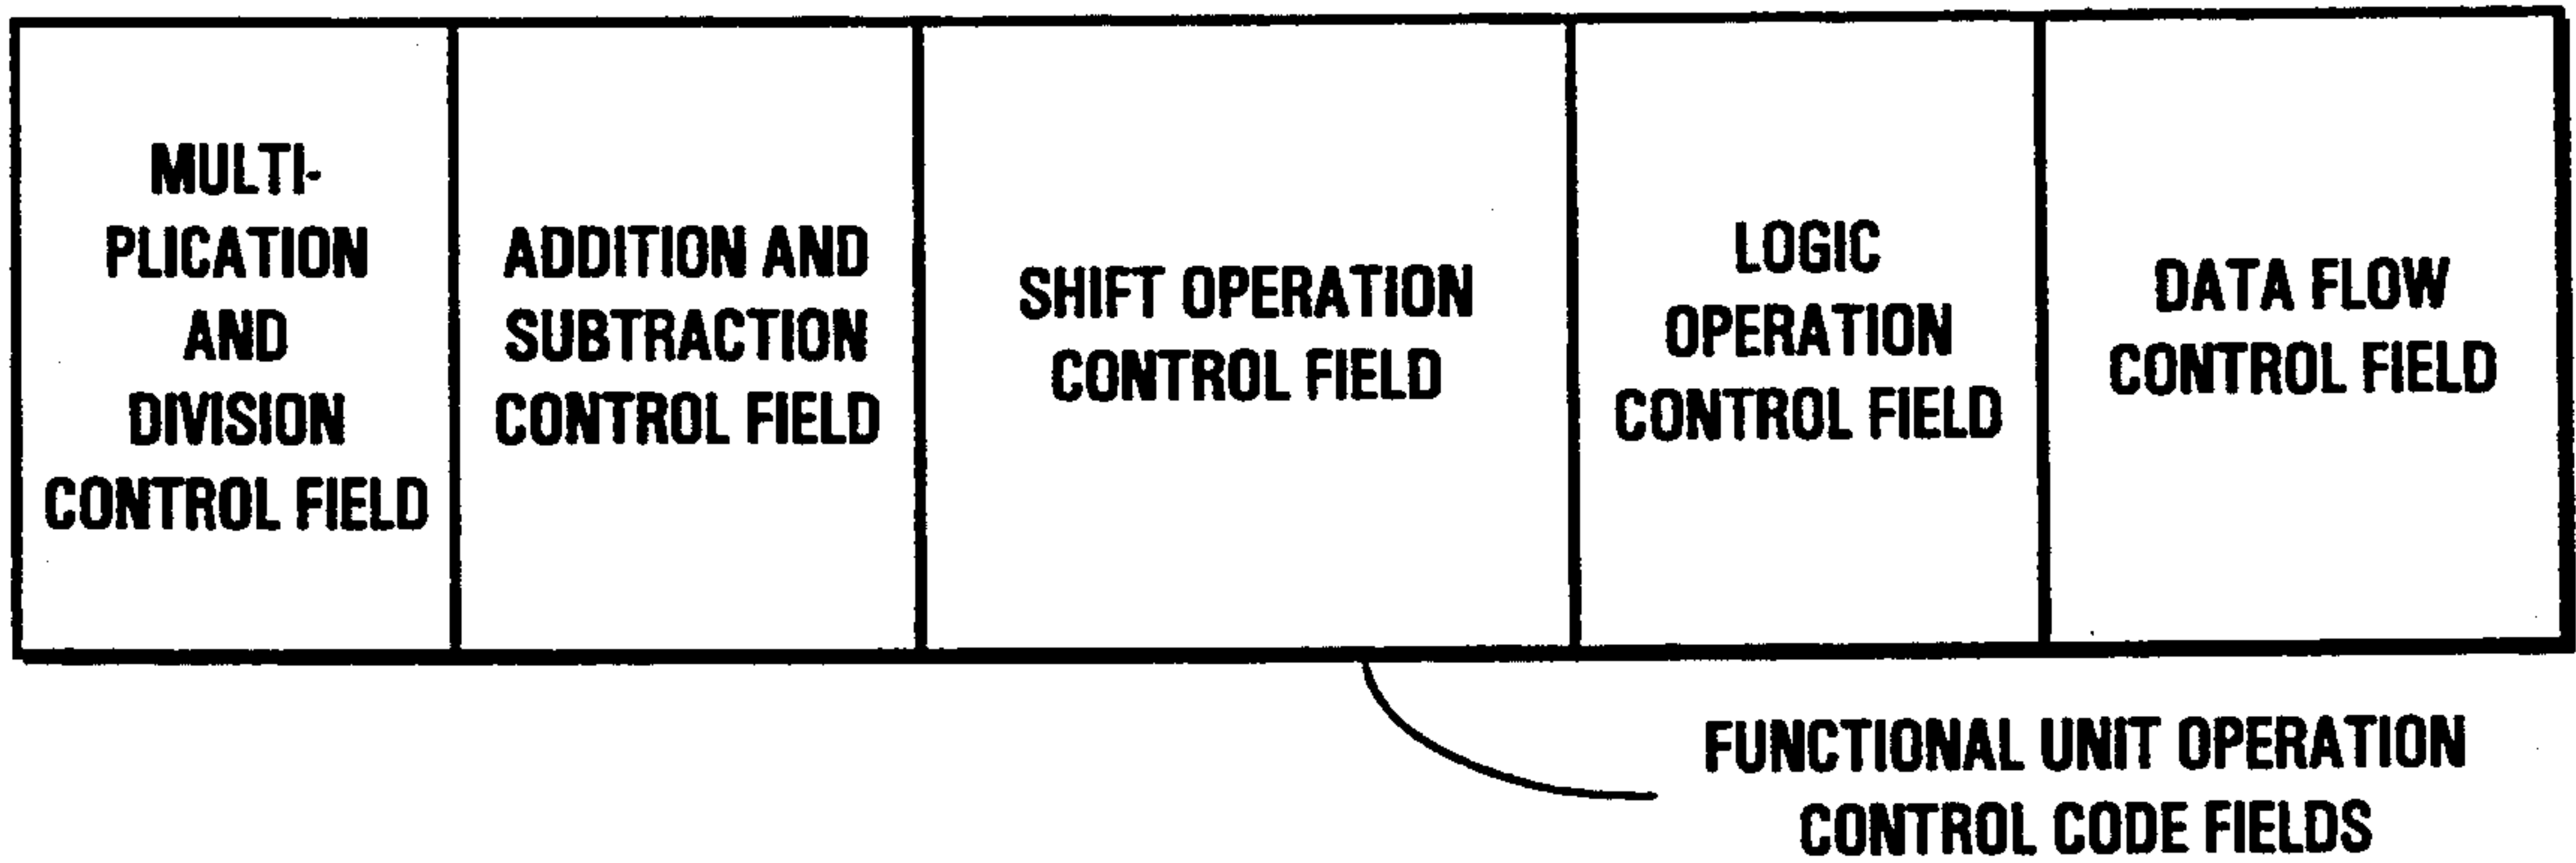 MULTI-
PLICATION
AND
DIVISION
CONTROL FIELD
ADDITION AND
SUBTRACTION
CONTROL FIELD
SHIFT OPERATION
CONTROL FIELD
LOGIC
OPERATION
CONTROL FIELD
DATA FLOW
CONTROL FIELD
FUNCTIONAL UNIT OPERATION
CONTROL CODE FIELDS